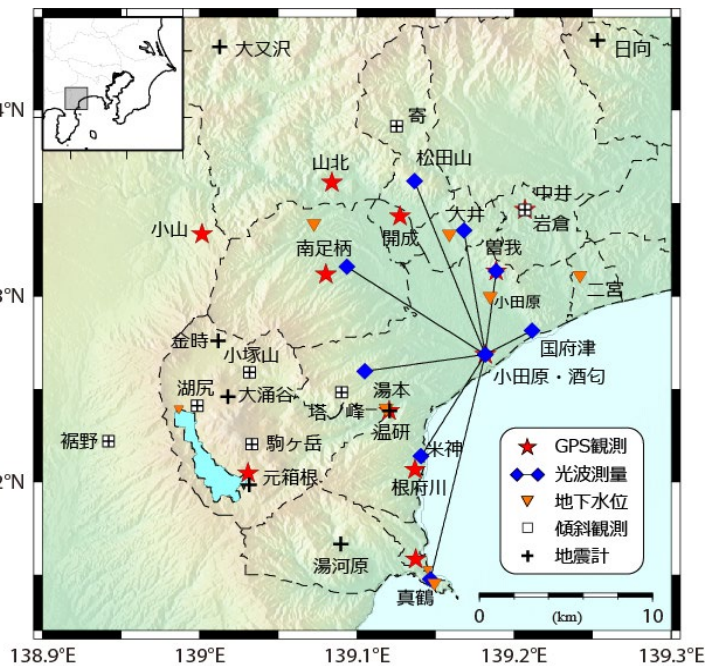 大又沢
日向
寄
4°N
山北
松田山
中井
小山
開成
大井
岩倉
南足柄
曽我
3°N
小田原
二宮
金時
国府津
小塚山
小田原・酒匂
湖尻
大涌谷
塔ノ峰
湯本
温研
裾野
駒ヶ岳
米神
元箱根
2°N
根府川
湯河原
真鶴
GPS観測
光波測量
地下水位
傾斜観測
地震計
0
10
(km)
138.9°E
139°E
139.1°E
139.2°E
139.3°E